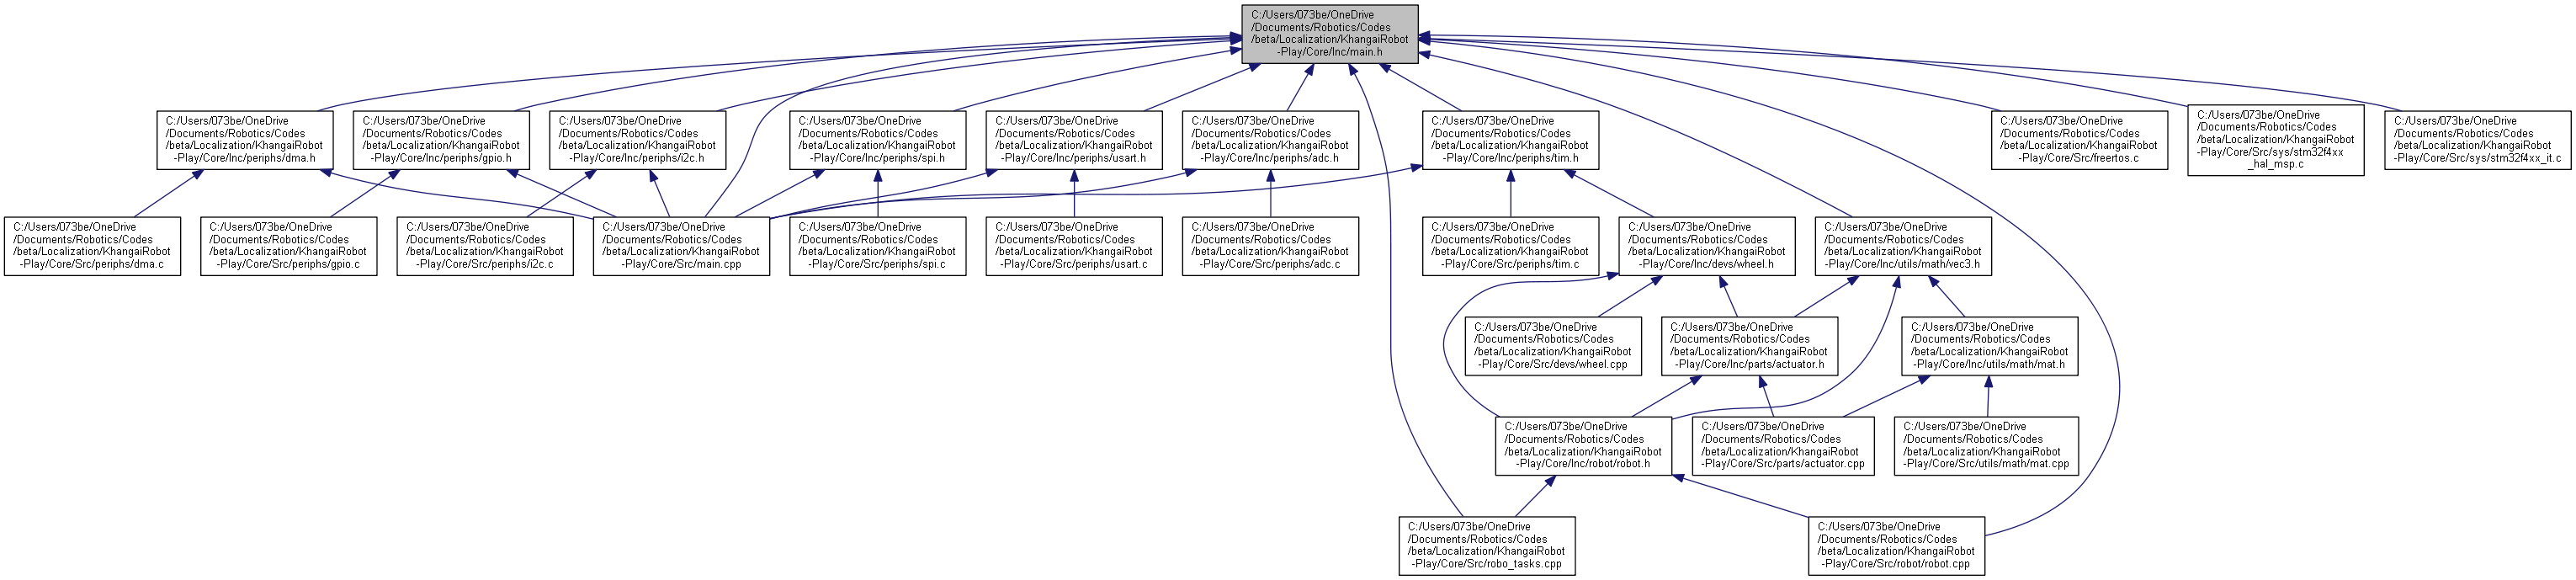 C:/Users/073be/OneDrive
/Documents/Robotics/Codes
/beta/Localization/KhangaiRobot
-Play/Core/Inc/main.h
C:/Users/073be/OneDrive
/Documents/Robotics/Codes
/beta/Localization/KhangaiRobot
-Play/Core/Inc/periphs/dma.h
C:/Users/073be/OneDrive
/Documents/Robotics/Codes
/beta/Localization/KhangaiRobot
-Play/Core/Inc/periphs/gpio.h
C:/Users/073be/OneDrive
/Documents/Robotics/Codes
/beta/Localization/KhangaiRobot
-Play/Core/Inc/periphs/i2c.h
C:/Users/073be/OneDrive
/Documents/Robotics/Codes
/beta/Localization/KhangaiRobot
-Play/Core/Inc/periphs/spi.h
C:/Users/073be/OneDrive
/Documents/Robotics/Codes
/beta/Localization/KhangaiRobot
-Play/Core/Inc/periphs/usart.h
C:/Users/073be/OneDrive
/Documents/Robotics/Codes
/beta/Localization/KhangaiRobot
-Play/Core/Inc/periphs/adc.h
C:/Users/073be/OneDrive
/Documents/Robotics/Codes
/beta/Localization/KhangaiRobot
-Play/Core/Inc/periphs/tim.h
C:/Users/073be/OneDrive
/Documents/Robotics/Codes
/beta/Localization/KhangaiRobot
-Play/Core/Src/freertos.c
C:/Users/073be/OneDrive
/Documents/Robotics/Codes
/beta/Localization/KhangaiRobot
-Play/Core/Src/sys/stm32f4xx
_hal_msp.c
C:/Users/073be/OneDrive
/Documents/Robotics/Codes
/beta/Localization/KhangaiRobot
-Play/Core/Src/sys/stm32f4xx_it.c
C:/Users/073be/OneDrive
/Documents/Robotics/Codes
/beta/Localization/KhangaiRobot
-Play/Core/Src/periphs/dma.c
C:/Users/073be/OneDrive
/Documents/Robotics/Codes
/beta/Localization/KhangaiRobot
-Play/Core/Src/periphs/gpio.c
C:/Users/073be/OneDrive
/Documents/Robotics/Codes
/beta/Localization/KhangaiRobot
-Play/Core/Src/periphs/i2c.c
C:/Users/073be/OneDrive
/Documents/Robotics/Codes
/beta/Localization/KhangaiRobot
-Play/Core/Src/main.cpp
C:/Users/073be/OneDrive
/Documents/Robotics/Codes
/beta/Localization/KhangaiRobot
-Play/Core/Src/periphs/spi.c
C:/Users/073be/OneDrive
/Documents/Robotics/Codes
/beta/Localization/KhangaiRobot
-Play/Core/Src/periphs/usart.c
C:/Users/073be/OneDrive
/Documents/Robotics/Codes
/beta/Localization/KhangaiRobot
-Play/Core/Src/periphs/adc.c
C:/Users/073be/OneDrive
/Documents/Robotics/Codes
/beta/Localization/KhangaiRobot
-Play/Core/Src/periphs/tim.c
C:/Users/073be/OneDrive
/Documents/Robotics/Codes
/beta/Localization/KhangaiRobot
-Play/Core/Inc/devs/wheel.h
C:/Users/073be/OneDrive
/Documents/Robotics/Codes
/beta/Localization/KhangaiRobot
-Play/Core/Inc/utils/math/vec3.h
C:/Users/073be/OneDrive
/Documents/Robotics/Codes
/beta/Localization/KhangaiRobot
-Play/Core/Src/devs/wheel.cpp
C:/Users/073be/OneDrive
/Documents/Robotics/Codes
/beta/Localization/KhangaiRobot
-Play/Core/Inc/parts/actuator.h
C:/Users/073be/OneDrive
/Documents/Robotics/Codes
/beta/Localization/KhangaiRobot
-Play/Core/Inc/utils/math/mat.h
C:/Users/073be/OneDrive
/Documents/Robotics/Codes
/beta/Localization/KhangaiRobot
-Play/Core/Inc/robot/robot.h
C:/Users/073be/OneDrive
/Documents/Robotics/Codes
/beta/Localization/KhangaiRobot
-Play/Core/Src/parts/actuator.cpp
C:/Users/073be/OneDrive
/Documents/Robotics/Codes
/beta/Localization/KhangaiRobot
-Play/Core/Src/utils/math/mat.cpp
C:/Users/073be/OneDrive
/Documents/Robotics/Codes
/beta/Localization/KhangaiRobot
-Play/Core/Src/robo_tasks.cpp
C:/Users/073be/OneDrive
/Documents/Robotics/Codes
/beta/Localization/KhangaiRobot
-Play/Core/Src/robot/robot.cpp